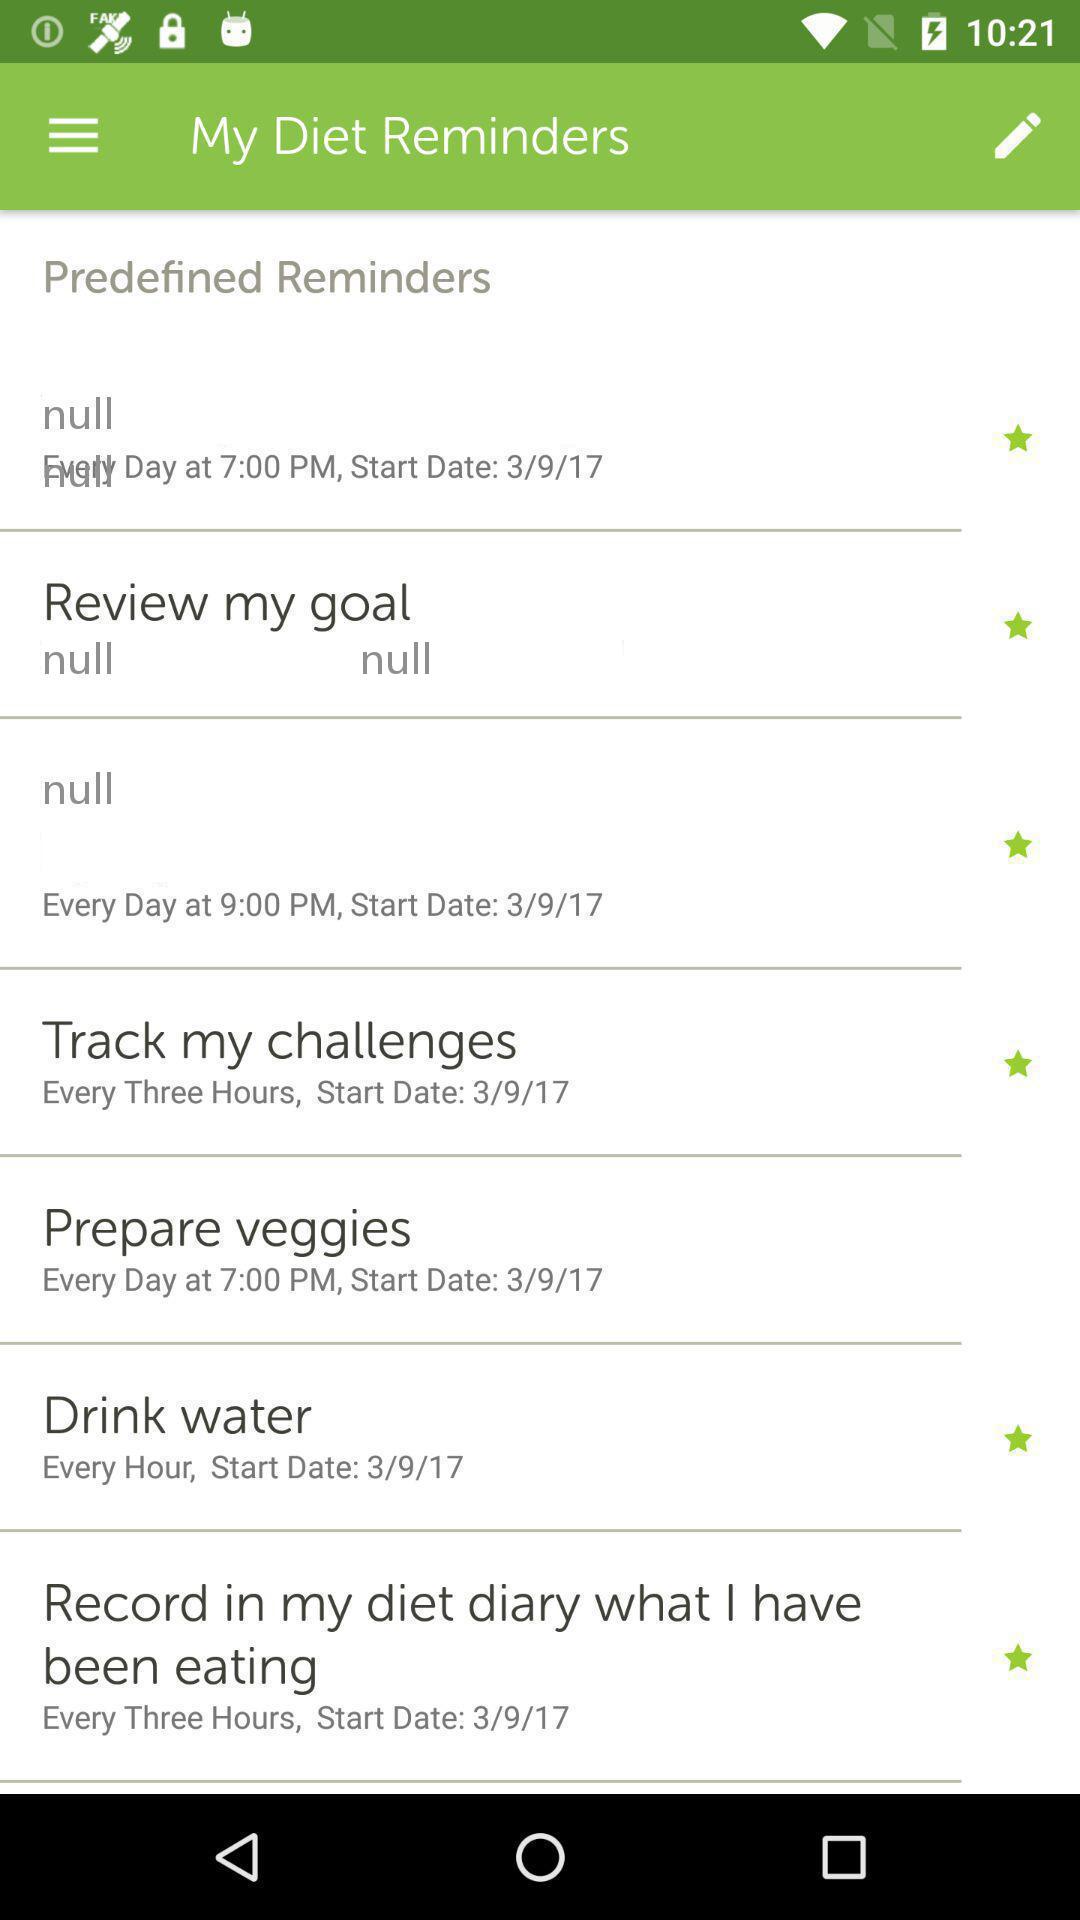 FAKE
10:21
My Diet Reminders
Predefined Reminders
null
Every Day at 7:00 PM, Start Date: 3/9/17
null
Review my goal
null null
null
Every Day at 9:00 PM, Start Date: 3/9/17
Track my challenges
Every Three Hours,  Start Date: 3/9/17
Prepare veggies
Every Day at 7:00 PM, Start Date: 3/9/17
Drink water
Every Hour,  Start Date: 3/9/17
Record in my diet diary what I have
been eating
Every Three Hours,  Start Date: 3/9/17